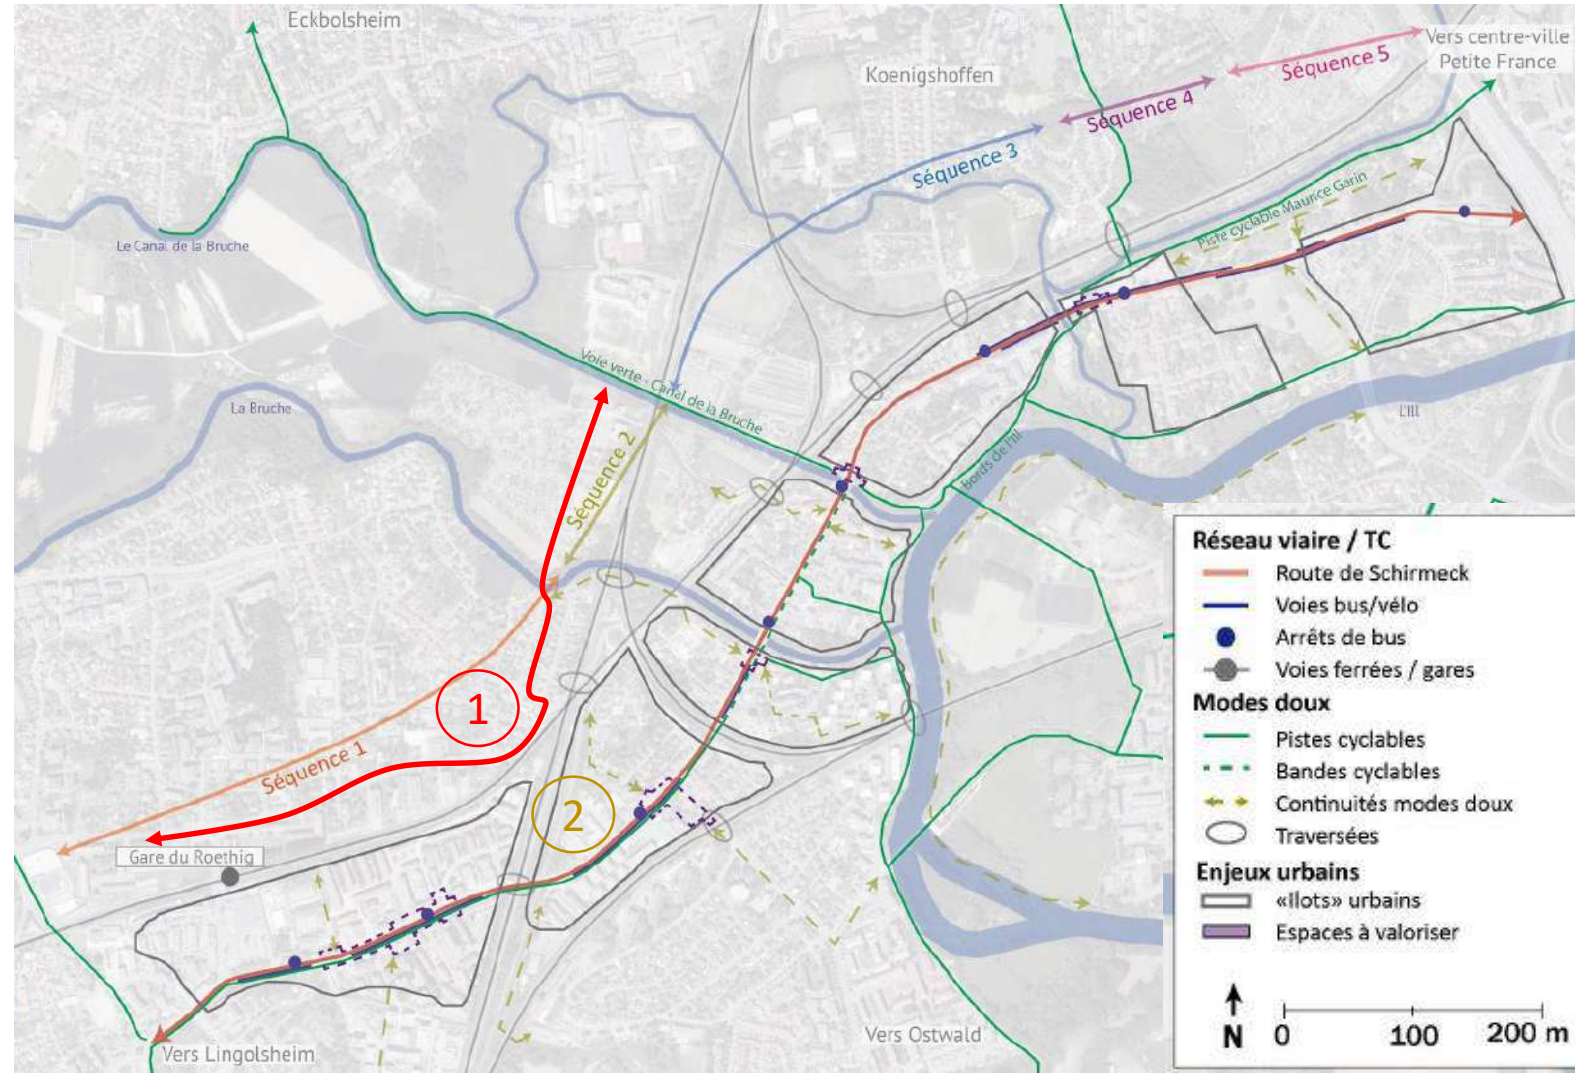 Eckbolsheim
Koenigshoffen
Vers centre-ville
Petite France
Séquence 5
Séquence 4
Séquence 3
Piste cyclable Maurice Garin
Le Canal de la Bruche
Voie verte - Canal de la Bruche
La Bruche
L'Ill
Bords de l'Ill
Séquence 2
1
Séquence 1
2
Gare du Roethig
Vers Lingolsheim
Vers Ostwald
Réseau viaire / TC
Route de Schirmeck
Voies bus/vélo
Arrêts de bus
Voies ferrées / gares
Modes doux
Pistes cyclables
Bandes cyclables
Continuités modes doux
Traversées
Enjeux urbains
«Ilots» urbains
Espaces à valoriser
N 0 100 200 m